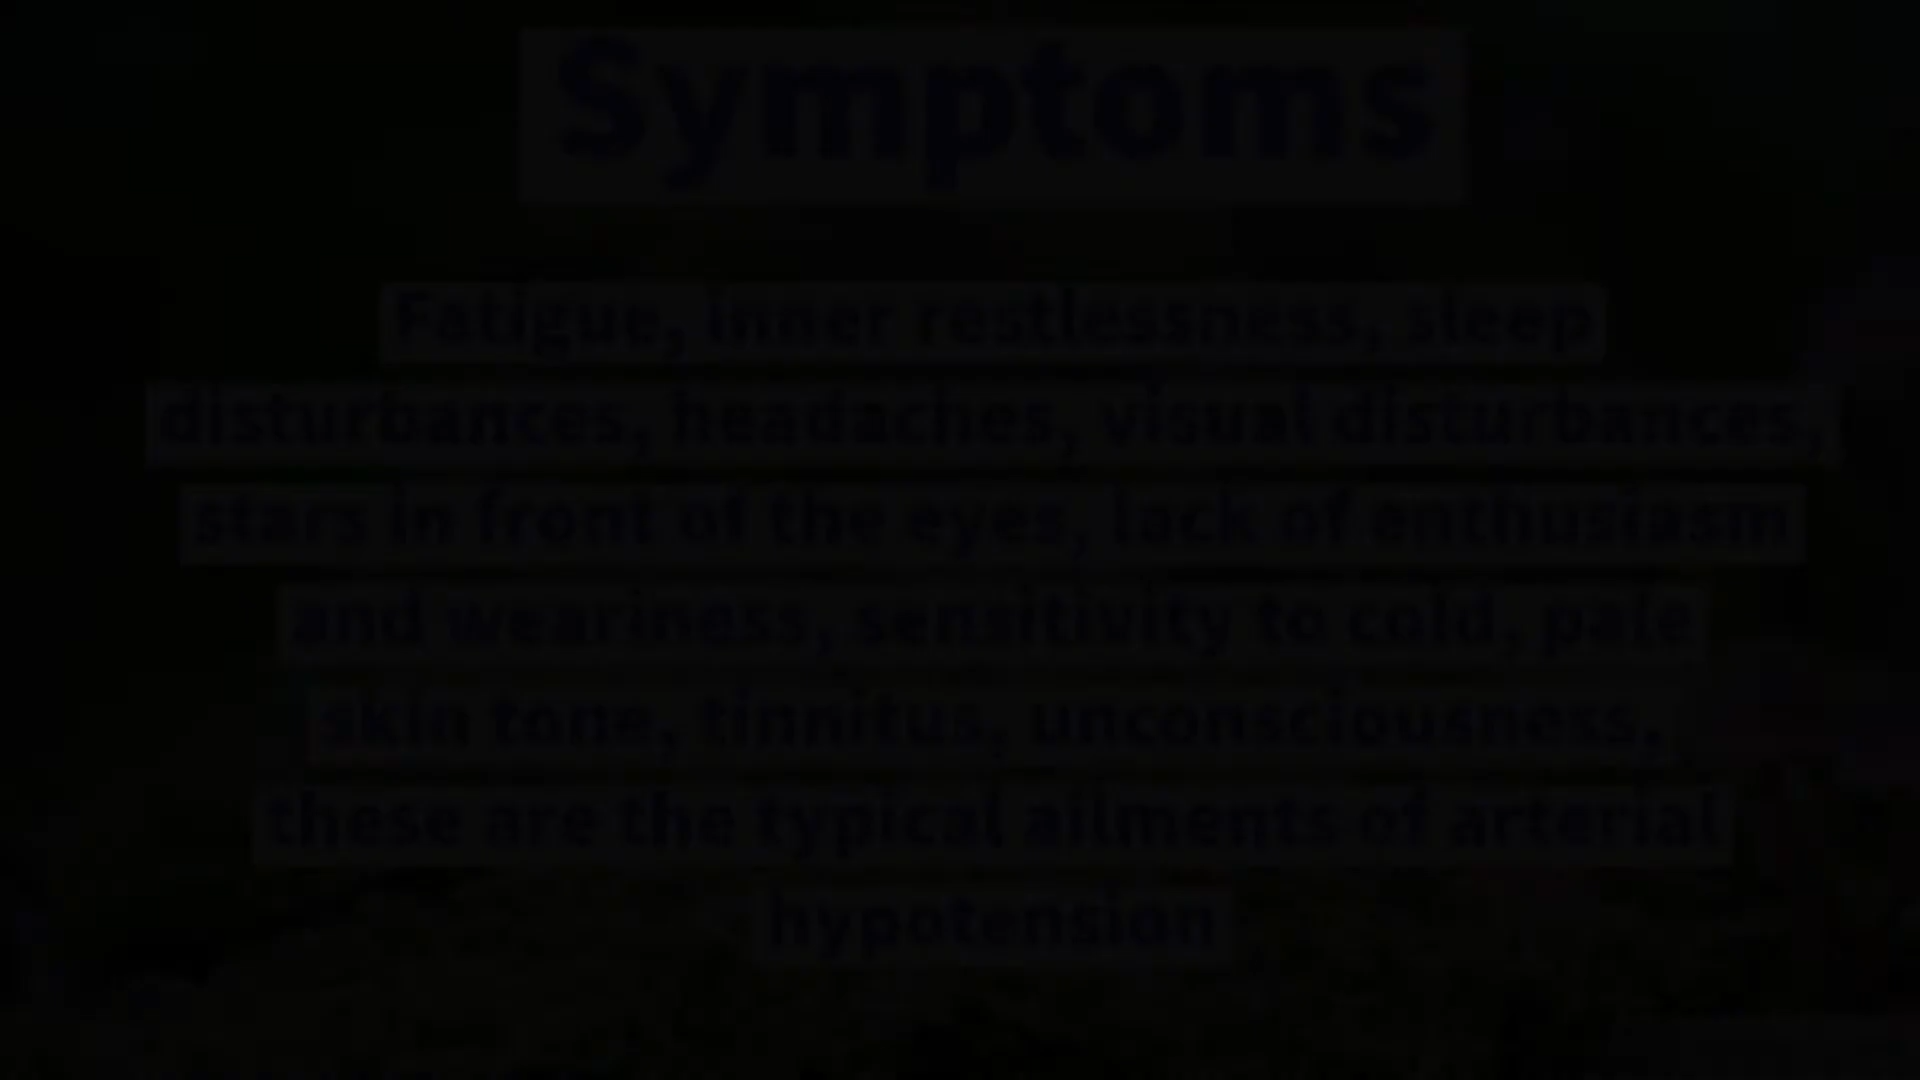 Symptoms
Fatigue, inner restlessness, sleep
disturbances, headaches, visual disturbances,
stars in front of the eyes, lack of enthusiasm
and weariness, sensitivity to cold, pale
skin tone, tinnitus, unconsciousness,
these are the typical ailments of arterial
hypotension